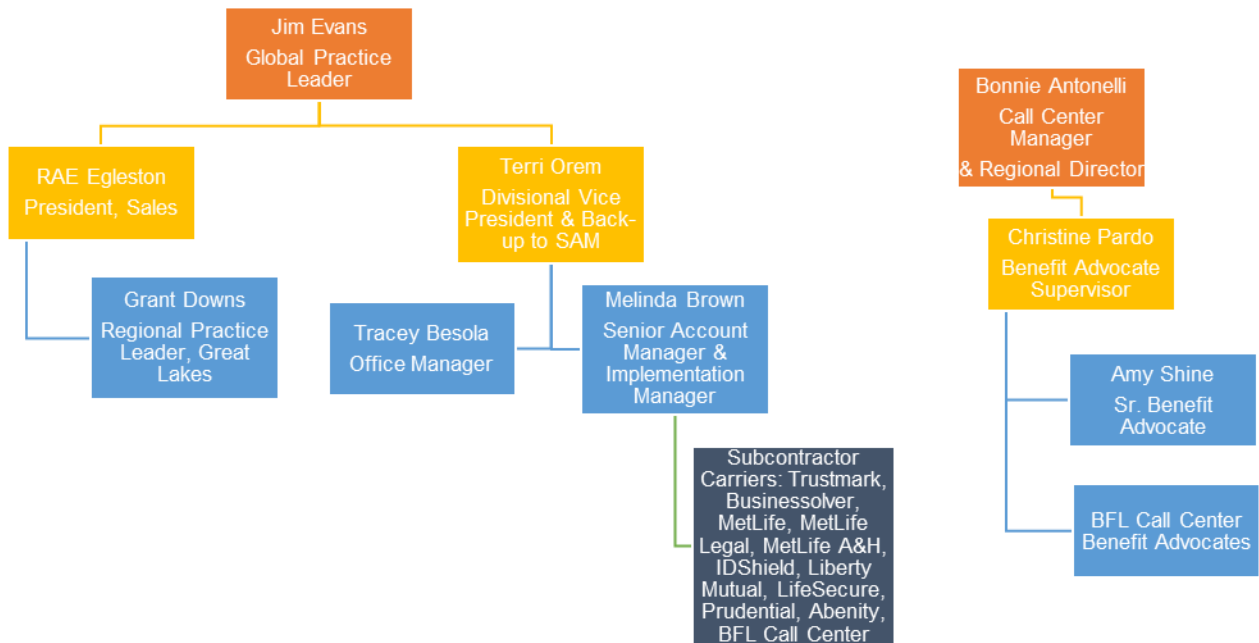 Jim Evans
Global Practice
Leader
RAE Egleston
President, Sales
Terri Orem
Divisional Vice
President & Back-
up to SAM
Grant Downs
Regional Practice
Leader, Great
Lakes
Tracey Besola
Office Manager
Melinda Brown
Senior Account
Manager &
Implementation
Manager
Subcontractor
Carriers: Trustmark,
Businessolver,
MetLife, MetLife
Legal, MetLife A&H,
IDShield, Liberty
Mutual, LifeSecure,
Prudential, Abenity,
BFL Call Center
Bonnie Antonelli
Call Center
Manager
& Regional Director
Christine Pardo
Benefit Advocate
Supervisor
Amy Shine
Sr. Benefit
Advocate
BFL Call Center
Benefit Advocates